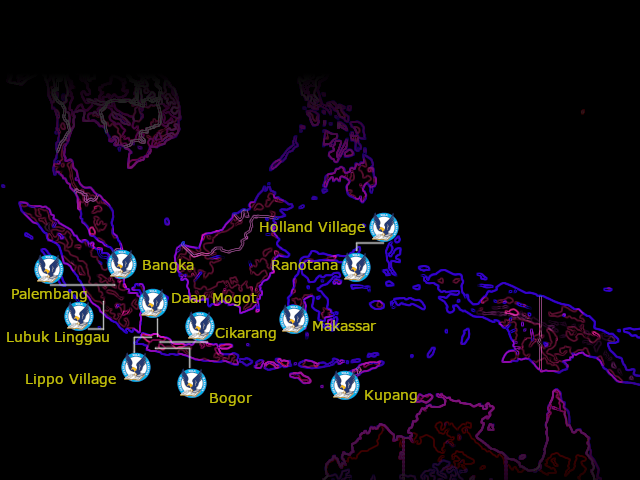 Holland Village
Bangka
Ranotana
Palembang
Daan Mogot
Lubuk Linggau
Cikarang
Makassar
Lippo Village
Bogor
Kupang